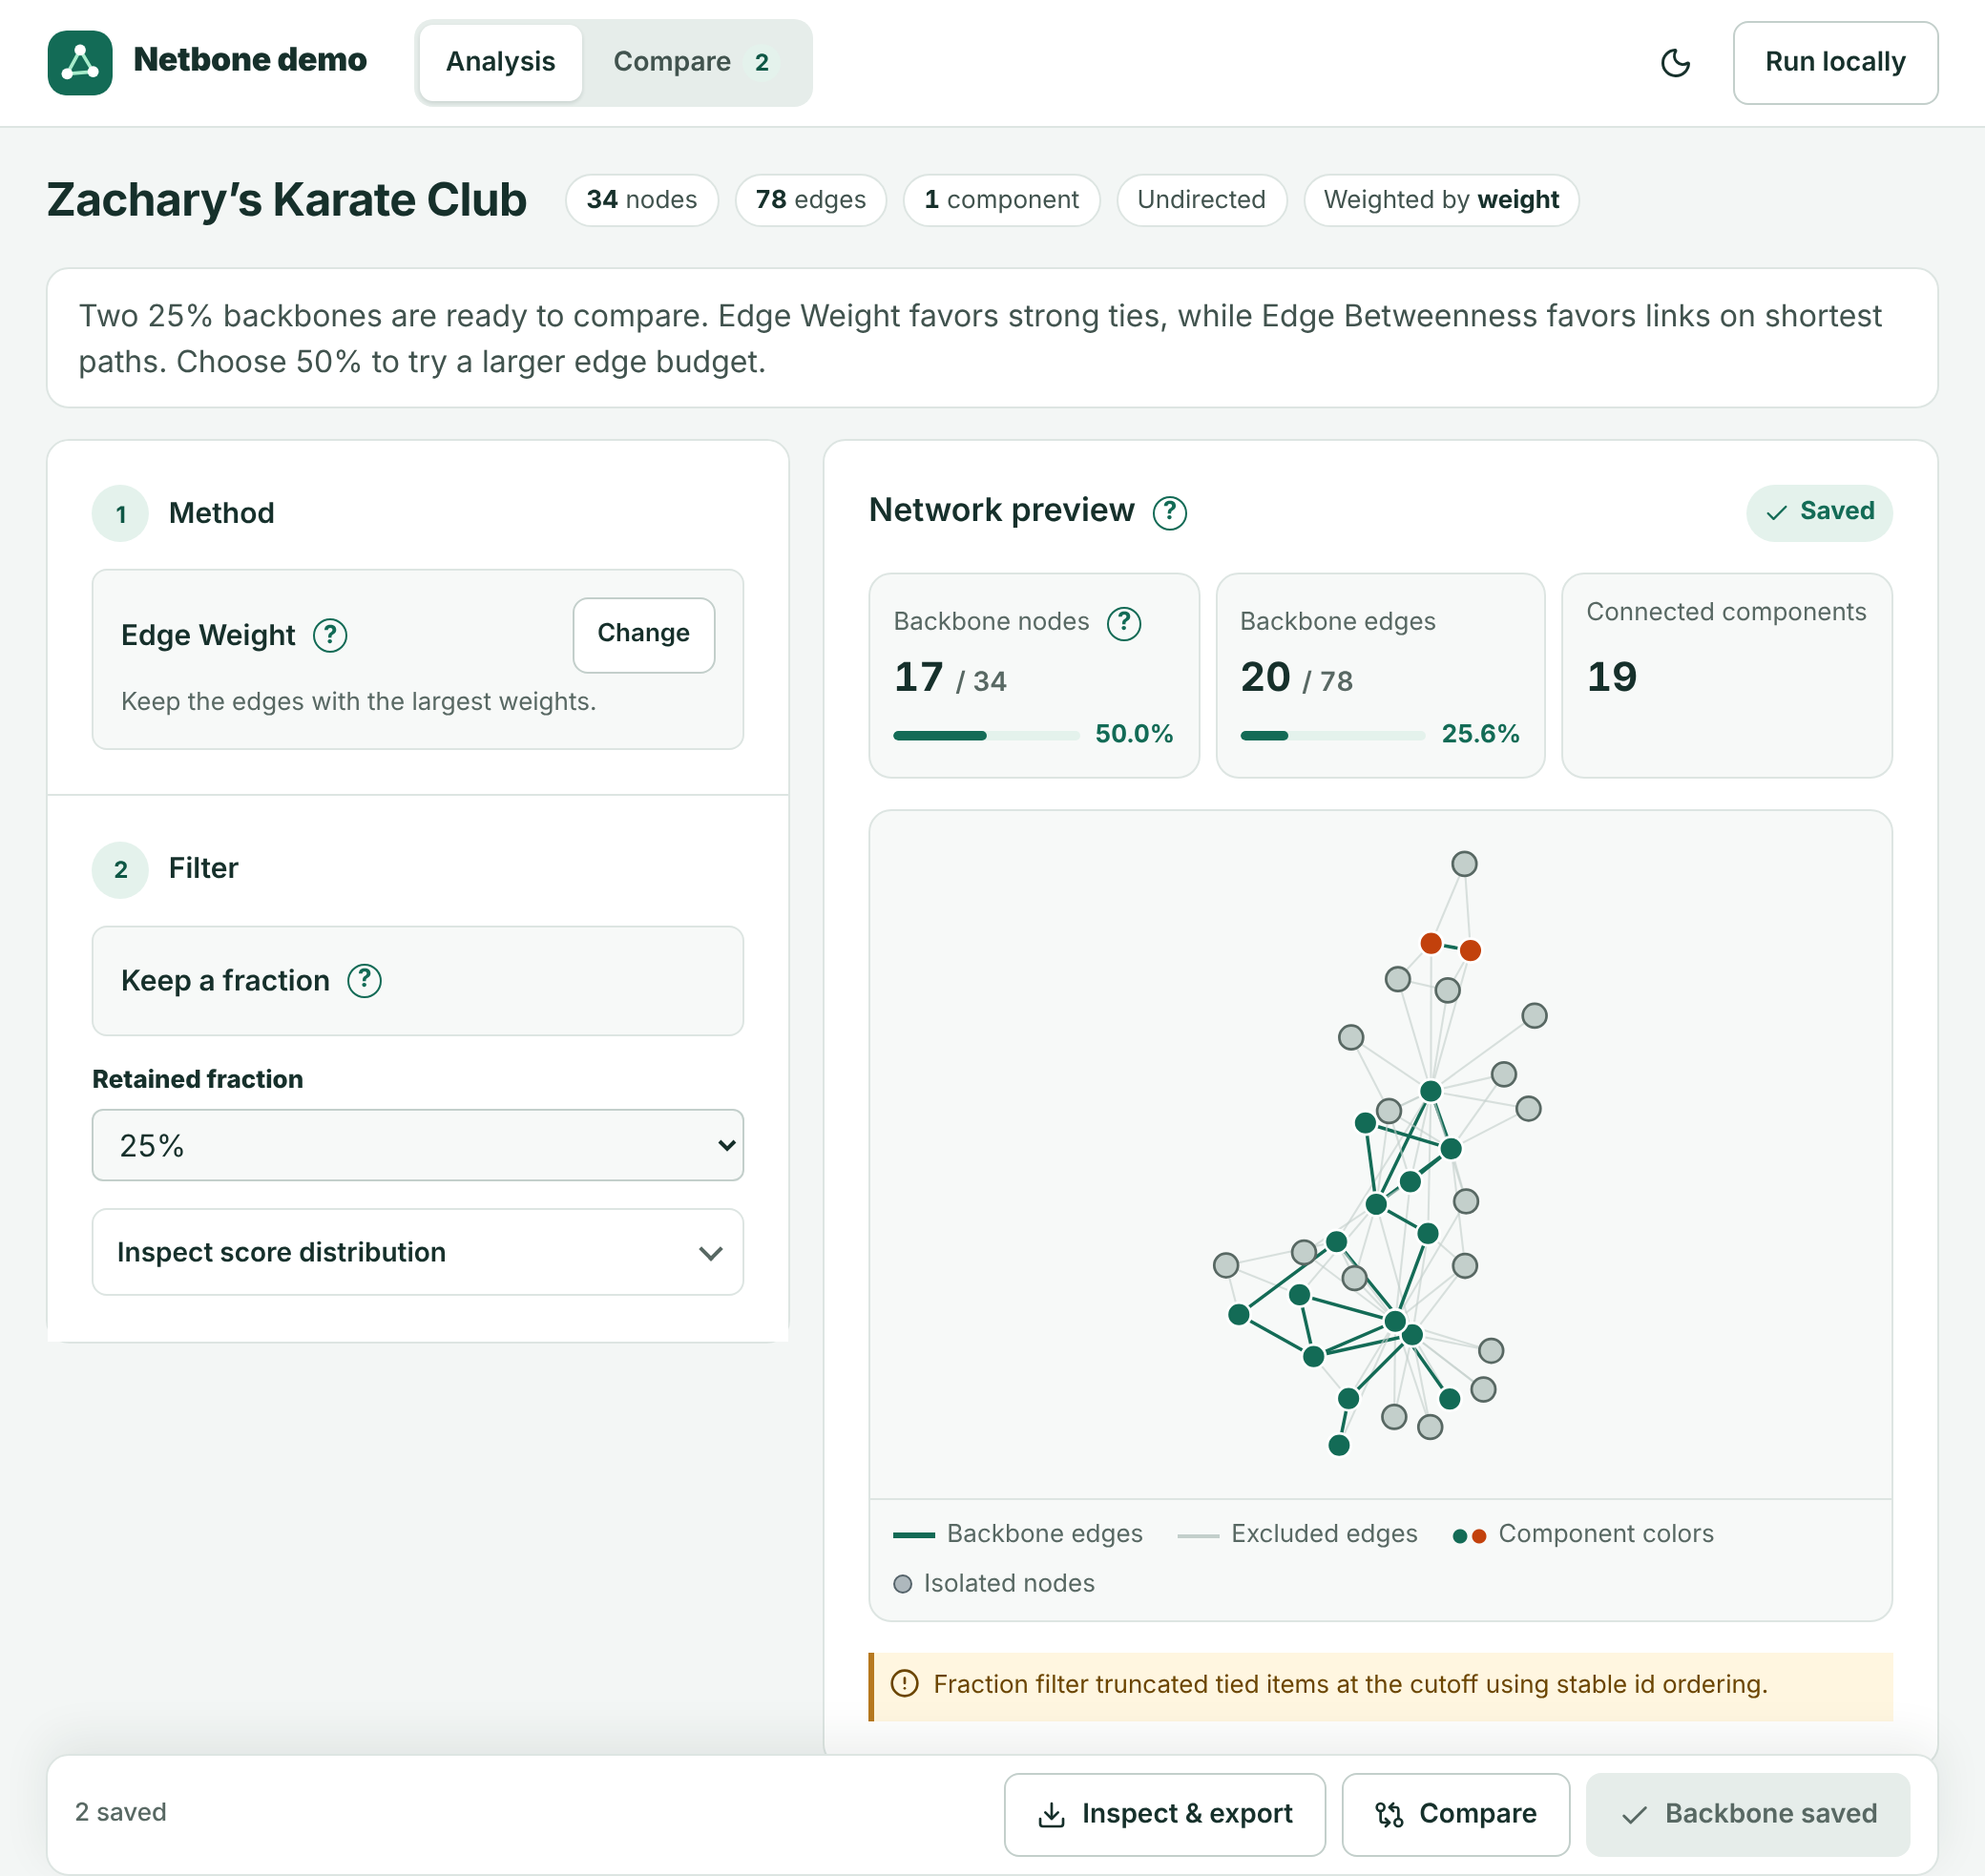 Netbone demo
Analysis
Compare 2
Run locally
Zachary’s Karate Club
34 nodes
78 edges
1 component
Undirected
Weighted by weight
Two 25% backbones are ready to compare. Edge Weight favors strong ties, while Edge Betweenness favors links on shortest
paths. Choose 50% to try a larger edge budget.
1 Method
Edge Weight ?
Change
Keep the edges with the largest weights.
2 Filter
Keep a fraction ?
Retained fraction
25%
Inspect score distribution
Network preview ?
Saved
Backbone nodes ?
17 / 34
50.0%
Backbone edges
20 / 78
25.6%
Connected components
19
Backbone edges
Excluded edges
Component colors
Isolated nodes
Fraction filter truncated tied items at the cutoff using stable id ordering.
2 saved
Inspect & export
Compare
Backbone saved